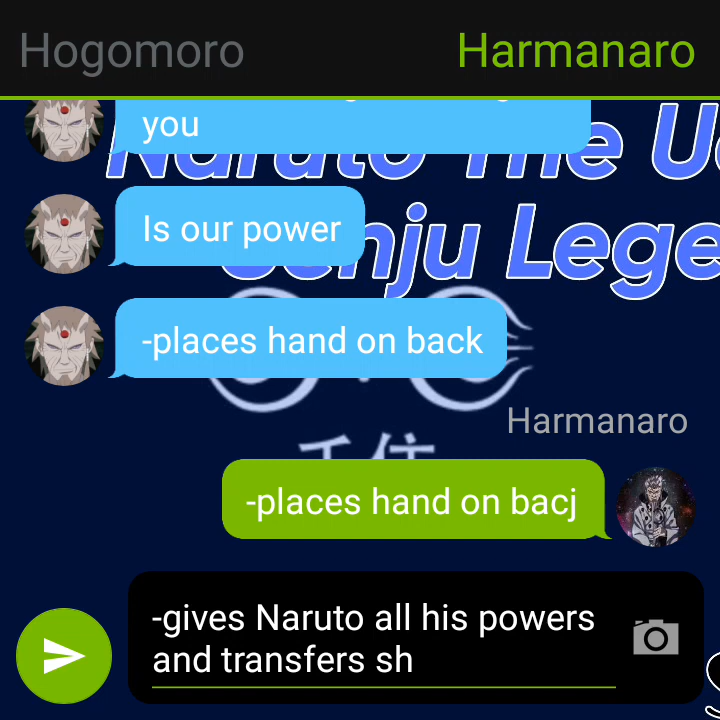 Hogomoro
Harmanaro
you
Naruto The
Is our power
Senju Lege
-places hand on back
Harmanaro
千住
-places hand on bacj
-gives Naruto all his powers
and transfers sh